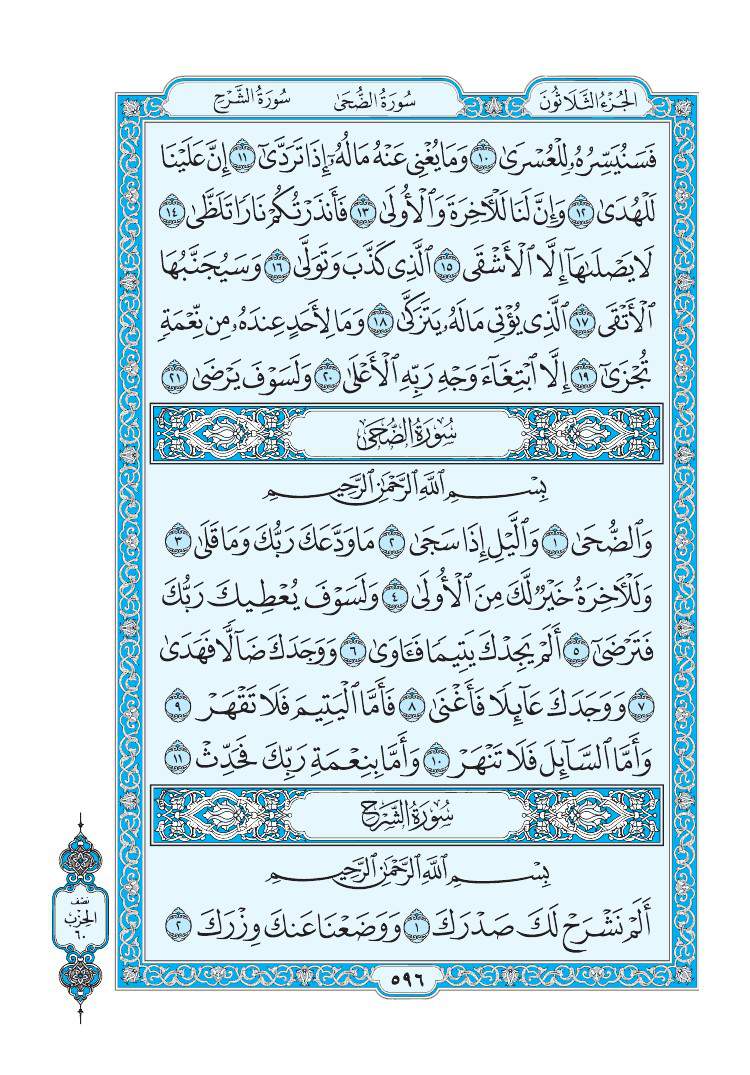 الجُزْءُ الثَّلَاثُونَ سُورَةُ الضُّحَىٰ سُورَةُ الشَّرْحِ
فَسَنُيَسِّرُهُۥ لِلْعُسْرَىٰ ١٠ وَمَا يُغْنِى عَنْهُ مَالُهُۥٓ إِذَا تَرَدَّىٰٓ ١١ إِنَّ عَلَيْنَا
لَلْهُدَىٰ ١٢ وَإِنَّ لَنَا لَلْـَٔاخِرَةَ وَٱلْأُولَىٰ ١٣ فَأَنذَرْتُكُمْ نَارًا تَلَظَّىٰ ١٤
لَا يَصْلَىٰهَآ إِلَّا ٱلْأَشْقَى ١٥ ٱلَّذِى كَذَّبَ وَتَوَلَّىٰ ١٦ وَسَيُجَنَّبُهَا
ٱلْأَتْقَى ١٧ ٱلَّذِى يُؤْتِى مَالَهُۥ يَتَزَكَّىٰ ١٨ وَمَا لِأَحَدٍ عِندَهُۥ مِن نِّعْمَةٍ
تُجْزَىٰٓ ١٩ إِلَّا ٱبْتِغَآءَ وَجْهِ رَبِّهِ ٱلْأَعْلَىٰ ٢٠ وَلَسَوْفَ يَرْضَىٰ ٢١
سُورَةُ الضُّحَىٰ
بِسْمِ ٱللَّهِ ٱلرَّحْمَٰنِ ٱلرَّحِيمِ
وَٱلضُّحَىٰ ١ وَٱلَّيْلِ إِذَا سَجَىٰ ٢ مَا وَدَّعَكَ رَبُّكَ وَمَا قَلَىٰ ٣
وَلَلْـَٔاخِرَةُ خَيْرٌ لَّكَ مِنَ ٱلْأُولَىٰ ٤ وَلَسَوْفَ يُعْطِيكَ رَبُّكَ
فَتَرْضَىٰٓ ٥ أَلَمْ يَجِدْكَ يَتِيمًا فَـَٔاوَىٰ ٦ وَوَجَدَكَ ضَآلًّا فَهَدَىٰ
٧ وَوَجَدَكَ عَآئِلًا فَأَغْنَىٰ ٨ فَأَمَّا ٱلْيَتِيمَ فَلَا تَقْهَرْ ٩
وَأَمَّا ٱلسَّآئِلَ فَلَا تَنْهَرْ ١٠ وَأَمَّا بِنِعْمَةِ رَبِّكَ فَحَدِّثْ ١١
سُورَةُ الشَّرْحِ
بِسْمِ ٱللَّهِ ٱلرَّحْمَٰنِ ٱلرَّحِيمِ
أَلَمْ نَشْرَحْ لَكَ صَدْرَكَ ١ وَوَضَعْنَا عَنكَ وِزْرَكَ ٢
نصف
الحزب
٦٠
٥٩٦